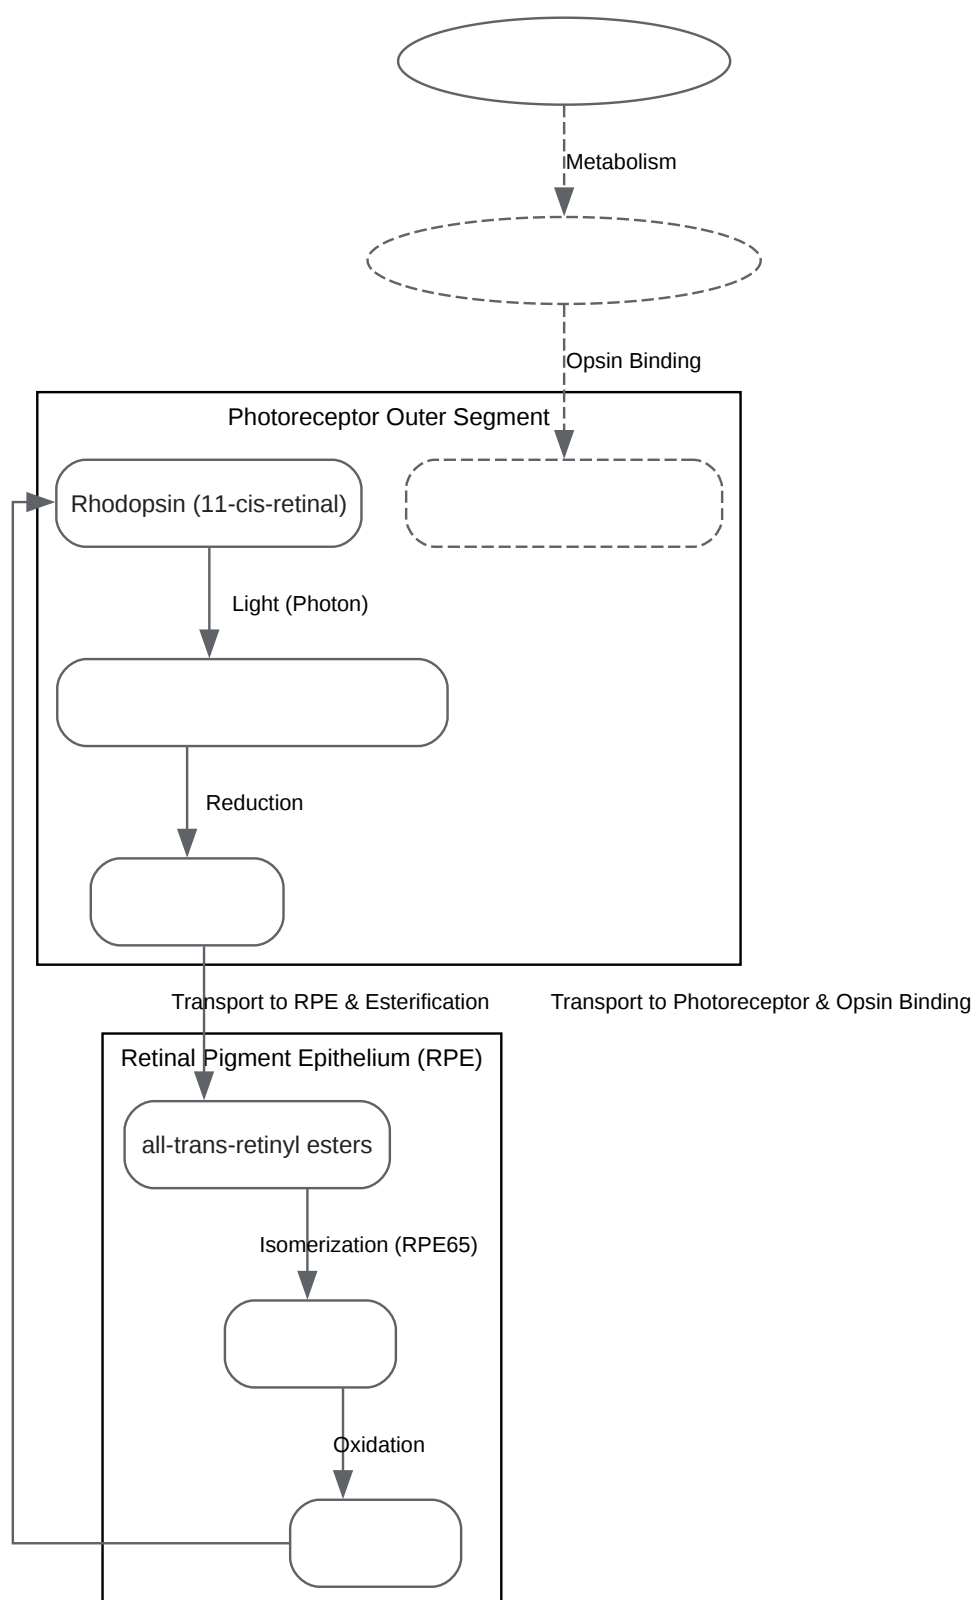 Metabolism
Opsin Binding
Photoreceptor Outer Segment
Rhodopsin (11-cis-retinal)
Light (Photon)
Reduction
Transport to RPE & Esterification
Transport to Photoreceptor & Opsin Binding
Retinal Pigment Epithelium (RPE)
all-trans-retinyl esters
Isomerization (RPE65)
Oxidation